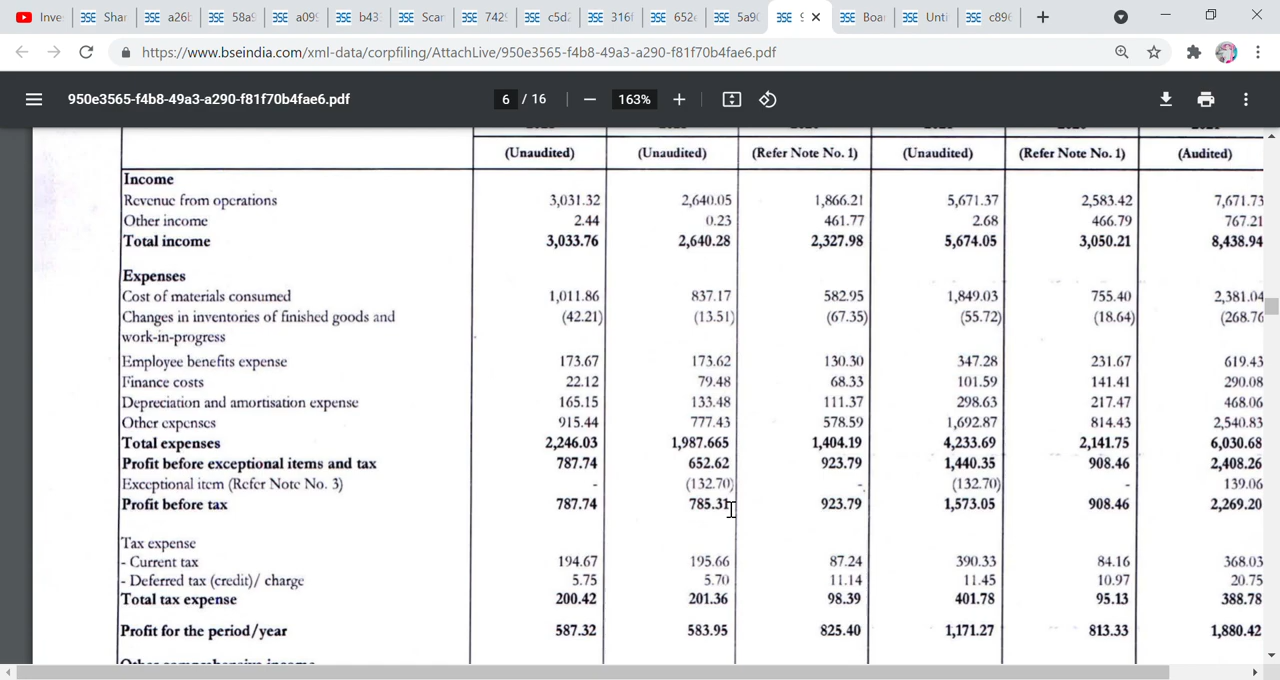 Inve
Shar
a26b
58a9
a099
b43
Scar
742
c5d
316f
652
5a90
9
Boar
Unti
c896
https://www.bseindia.com/xml-data/corpfiling/AttachLive/950e3565-f4b8-49a3-a290-f81f70b4fae6.pdf
950e3565-f4b8-49a3-a290-f81f70b4fae6.pdf 6 / 16 163%
(Unaudited) (Unaudited) (Refer Note No. 1) (Unaudited) (Refer Note No. 1) (Audited)
Income
Revenue from operations 3,031.32 2,640.05 1,866.21 5,671.37 2,583.42 7,671.73
Other income 2.44 0.23 461.77 2.68 466.79 767.21
Total income 3,033.76 2,640.28 2,327.98 5,674.05 3,050.21 8,438.94
Expenses
Cost of materials consumed 1,011.86 837.17 582.95 1,849.03 755.40 2,381.04
Changes in inventories of finished goods and (42.21) (13.51) (67.35) (55.72) (18.64) (268.76
work-in-progress
Employee benefits expense 173.67 173.62 130.30 347.28 231.67 619.43
Finance costs 22.12 79.48 68.33 101.59 141.41 290.08
Depreciation and amortisation expense 165.15 133.48 111.37 298.63 217.47 468.06
Other expenses 915.44 777.43 578.59 1,692.87 814.43 2,540.83
Total expenses 2,246.03 1,987.665 1,404.19 4,233.69 2,141.75 6,030.68
Profit before exceptional items and tax 787.74 652.62 923.79 1,440.35 908.46 2,408.26
Exceptional item (Refer Note No. 3) - (132.70) - (132.70) - 139.06
Profit before tax 787.74 785.31 923.79 1,573.05 908.46 2,269.20
Tax expense
- Current tax 194.67 195.66 87.24 390.33 84.16 368.03
- Deferred tax (credit)/ charge 5.75 5.70 11.14 11.45 10.97 20.75
Total tax expense 200.42 201.36 98.39 401.78 95.13 388.78
Profit for the period/year 587.32 583.95 825.40 1,171.27 813.33 1,880.42